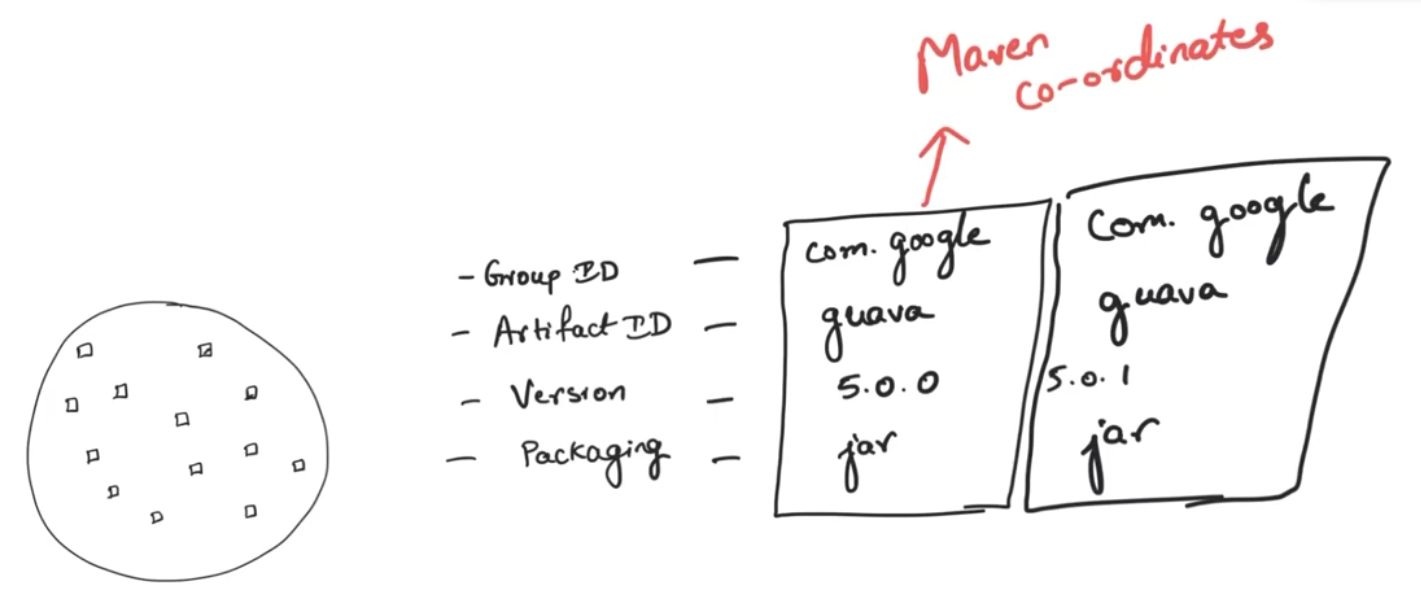 Maven
co-ordinates
- Group ID - com.google Com. google
- Artifact ID - guava guava
- Version - 5.0.0 5.0.1
- Packaging - jar jar